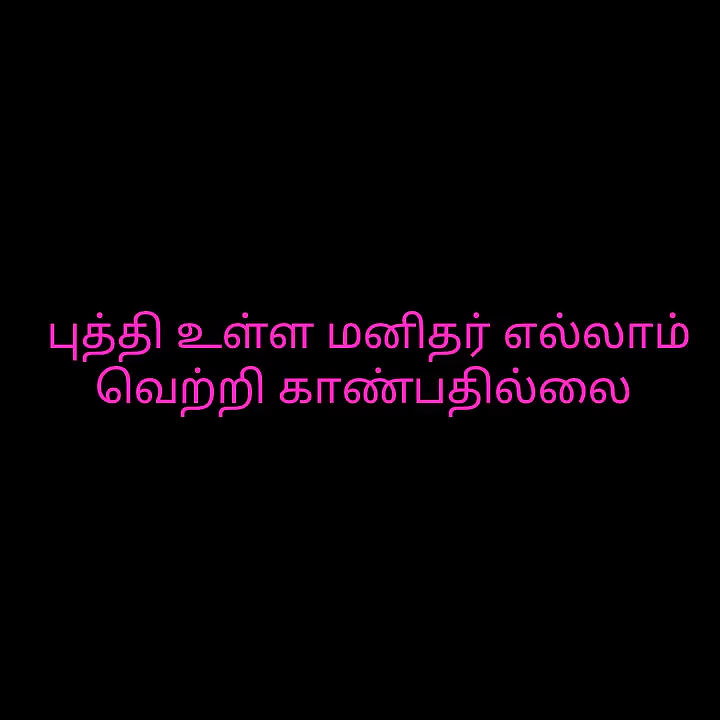 புத்தி உள்ள மனிதர் எல்லாம்
வெற்றி காண்பதில்லை